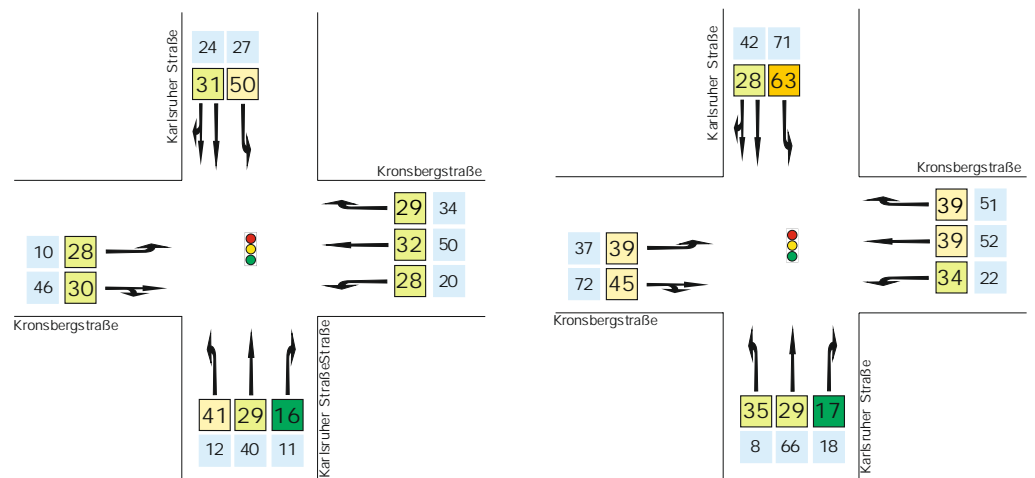 Karlsruher Straße
24 27
31 50
Kronsbergstraße
29 34
32 50
28 20
10 28
46 30
Kronsbergstraße
41 29 16
12 40 11
Karlsruher StraßeStraße
Karlsruher Straße
42 71
28 63
Kronsbergstraße
39 51
39 52
34 22
37 39
72 45
Kronsbergstraße
35 29 17
8 66 18
Karlsruher Straße